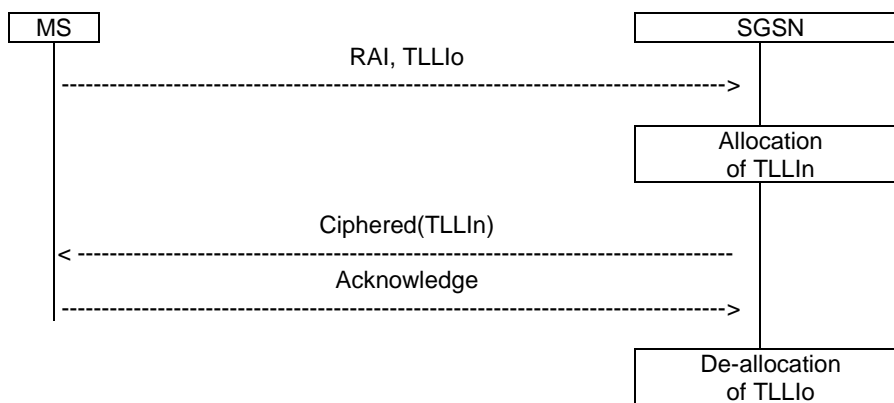 MS
SGSN
RAI, TLLIo
Allocation
of TLLIn
Ciphered(TLLIn)
Acknowledge
De-allocation
of TLLIo